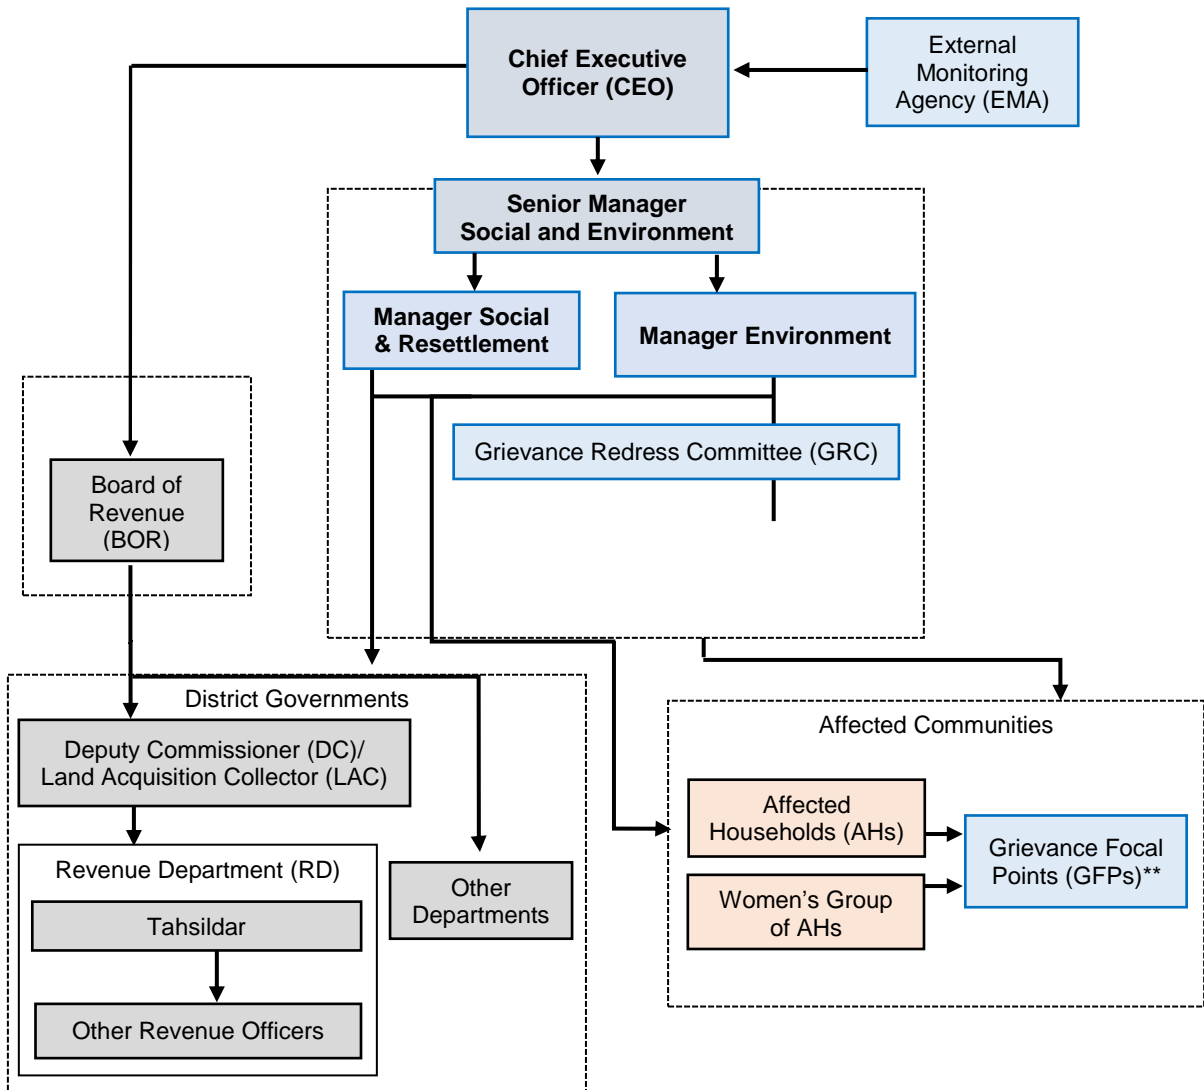 Chief Executive
Officer (CEO)
External
Monitoring
Agency (EMA)
Senior Manager
Social and Environment
Manager Social
& Resettlement
Manager Environment
Grievance Redress Committee (GRC)
Board of
Revenue
(BOR)
District Governments
Deputy Commissioner (DC)/
Land Acquisition Collector (LAC)
Revenue Department (RD)
Tahsildar
Other Revenue Officers
Other
Departments
Affected Communities
Affected
Households (AHs)
Women’s Group
of AHs
Grievance Focal
Points (GFPs)**